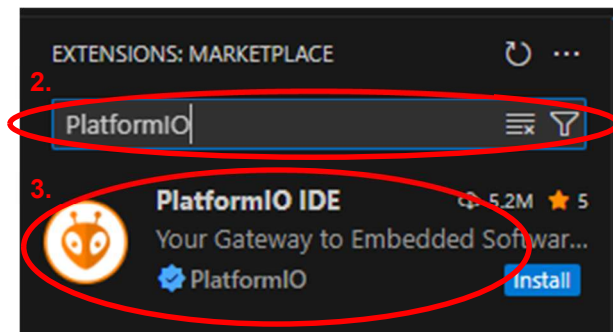 EXTENSIONS: MARKETPLACE
2.
PlatformIO
3.
PlatformIO IDE 5.2M 5
Your Gateway to Embedded Softwar...
PlatformIO Install